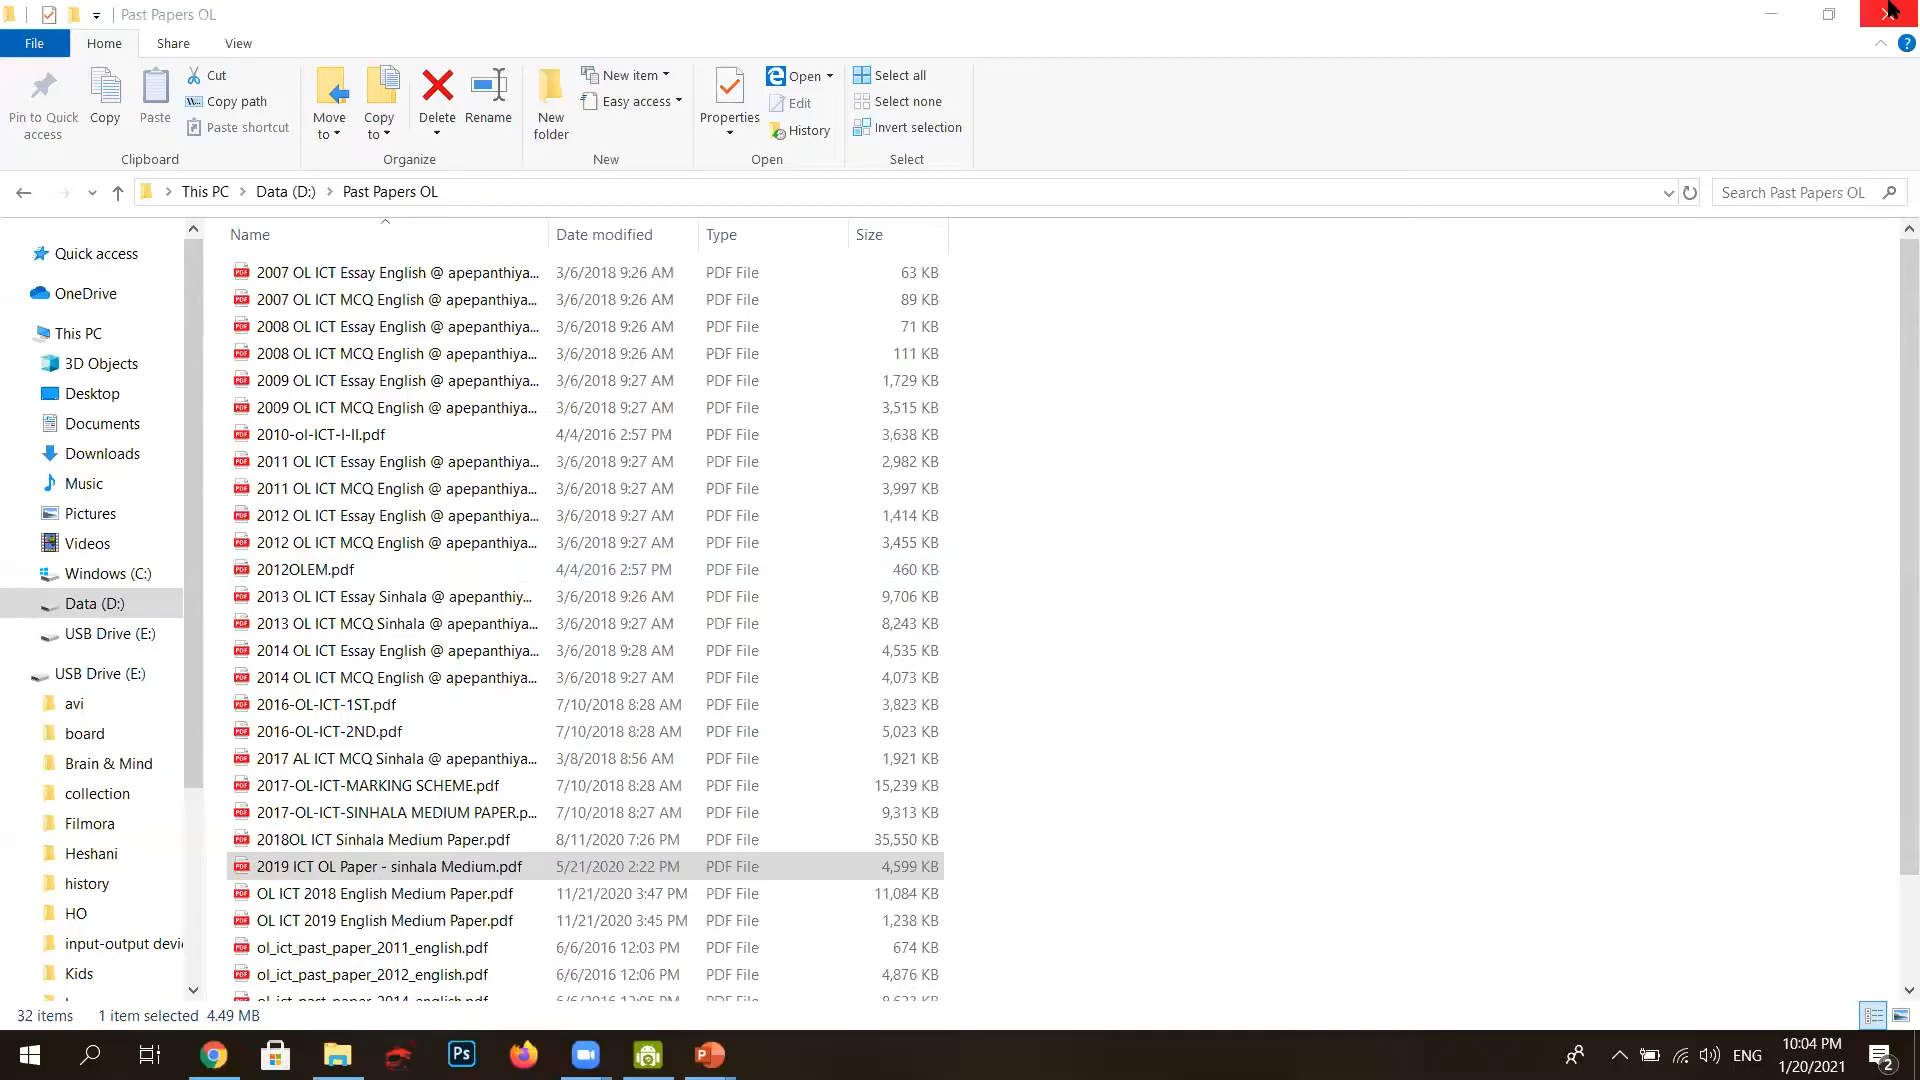 Past Papers OL
File Home Share View
Pin to Quick access
Copy
Paste
Cut
Copy path
Paste shortcut
Clipboard
Move to
Copy to
Delete
Rename
Organize
New folder
New item
Easy access
New
Properties
Open
Edit
History
Open
Select all
Select none
Invert selection
Select
This PC Data (D:) Past Papers OL
Search Past Papers OL
Quick access
OneDrive
This PC
3D Objects
Desktop
Documents
Downloads
Music
Pictures
Videos
Windows (C:)
Data (D:)
USB Drive (E:)
USB Drive (E:)
avi
board
Brain & Mind
collection
Filmora
Heshani
history
HO
input-output devi
Kids
Name Date modified Type Size
2007 OL ICT Essay English @ apepanthiya... 3/6/2018 9:26 AM PDF File 63 KB
2007 OL ICT MCQ English @ apepanthiya... 3/6/2018 9:26 AM PDF File 89 KB
2008 OL ICT Essay English @ apepanthiya... 3/6/2018 9:26 AM PDF File 71 KB
2008 OL ICT MCQ English @ apepanthiya... 3/6/2018 9:26 AM PDF File 111 KB
2009 OL ICT Essay English @ apepanthiya... 3/6/2018 9:27 AM PDF File 1,729 KB
2009 OL ICT MCQ English @ apepanthiya... 3/6/2018 9:27 AM PDF File 3,515 KB
2010-ol-ICT-I-II.pdf 4/4/2016 2:57 PM PDF File 3,638 KB
2011 OL ICT Essay English @ apepanthiya... 3/6/2018 9:27 AM PDF File 2,982 KB
2011 OL ICT MCQ English @ apepanthiya... 3/6/2018 9:27 AM PDF File 3,997 KB
2012 OL ICT Essay English @ apepanthiya... 3/6/2018 9:27 AM PDF File 1,414 KB
2012 OL ICT MCQ English @ apepanthiya... 3/6/2018 9:27 AM PDF File 3,455 KB
2012OLEM.pdf 4/4/2016 2:57 PM PDF File 460 KB
2013 OL ICT Essay Sinhala @ apepanthiy... 3/6/2018 9:26 AM PDF File 9,706 KB
2013 OL ICT MCQ Sinhala @ apepanthiya... 3/6/2018 9:27 AM PDF File 8,243 KB
2014 OL ICT Essay English @ apepanthiya... 3/6/2018 9:28 AM PDF File 4,535 KB
2014 OL ICT MCQ English @ apepanthiya... 3/6/2018 9:27 AM PDF File 4,073 KB
2016-OL-ICT-1ST.pdf 7/10/2018 8:28 AM PDF File 3,823 KB
2016-OL-ICT-2ND.pdf 7/10/2018 8:28 AM PDF File 5,023 KB
2017 AL ICT MCQ Sinhala @ apepanthiya... 3/8/2018 8:56 AM PDF File 1,921 KB
2017-OL-ICT-MARKING SCHEME.pdf 7/10/2018 8:28 AM PDF File 15,239 KB
2017-OL-ICT-SINHALA MEDIUM PAPER.p... 7/10/2018 8:27 AM PDF File 9,313 KB
2018OL ICT Sinhala Medium Paper.pdf 8/11/2020 7:26 PM PDF File 35,550 KB
2019 ICT OL Paper - sinhala Medium.pdf 5/21/2020 2:22 PM PDF File 4,599 KB
OL ICT 2018 English Medium Paper.pdf 11/21/2020 3:47 PM PDF File 11,084 KB
OL ICT 2019 English Medium Paper.pdf 11/21/2020 3:45 PM PDF File 1,238 KB
ol_ict_past_paper_2011_english.pdf 6/6/2016 12:03 PM PDF File 674 KB
ol_ict_past_paper_2012_english.pdf 6/6/2016 12:06 PM PDF File 4,876 KB
32 items 1 item selected 4.49 MB
Ps
ENG
10:04 PM
1/20/2021
2